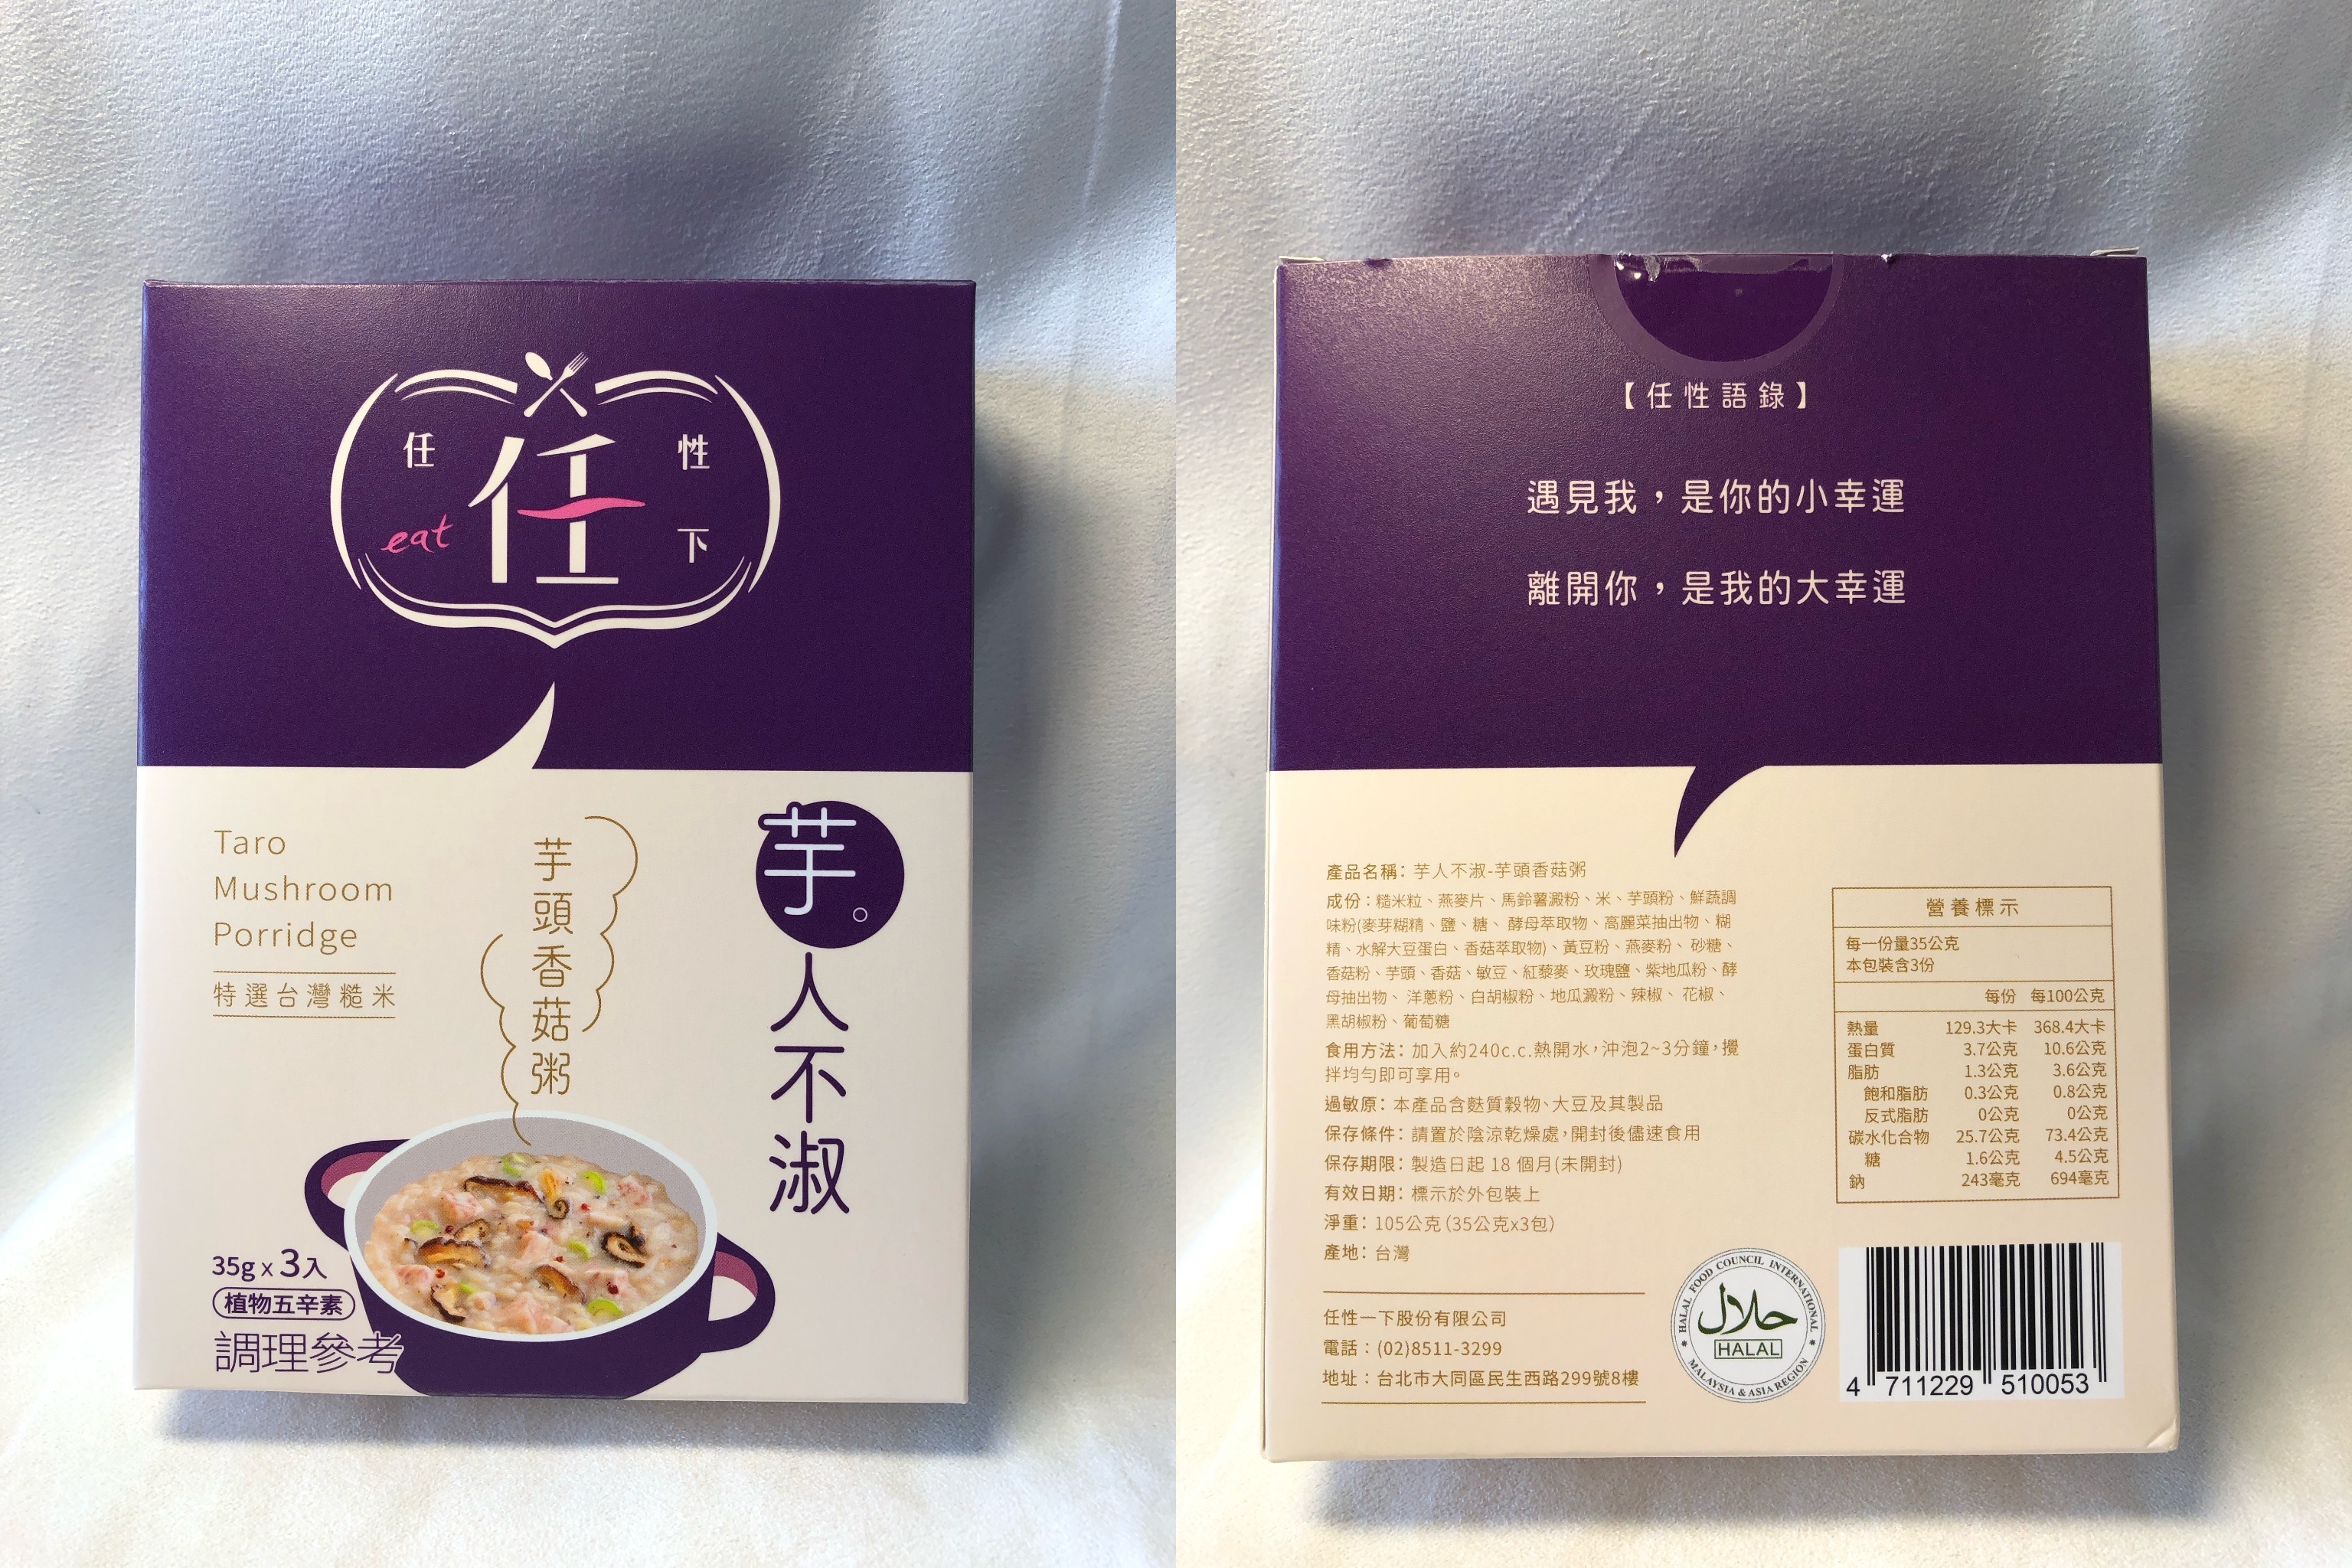 任性
任
eat
下
Taro
Mushroom
Porridge
特選台灣糙米
芋頭香菇粥
芋。人不淑
35g x 3入
植物五辛素
調理參考
【任性語錄】
遇見我，是你的小幸運
離開你，是我的大幸運
產品名稱：芋人不淑-芋頭香菇粥
成份：糙米粒、燕麥片、馬鈴薯澱粉、米、芋頭粉、鮮蔬調
味粉(麥芽糊精、鹽、糖、酵母萃取物、高麗菜抽出物、糊
精、水解大豆蛋白、香菇萃取物)、黃豆粉、燕麥粉、砂糖、
香菇粉、芋頭、香菇、敏豆、紅藜麥、玫瑰鹽、紫地瓜粉、酵
母抽出物、洋蔥粉、白胡椒粉、地瓜澱粉、辣椒、花椒、
黑胡椒粉、葡萄糖
食用方法：加入約240c.c.熱開水，沖泡2~3分鐘，攪
拌均勻即可享用。
過敏原：本產品含麩質穀物、大豆及其製品
保存條件：請置於陰涼乾燥處，開封後儘速食用
保存期限：製造日起 18 個月(未開封)
有效日期：標示於外包裝上
淨重：105公克（35公克x3包）
產地：台灣
任性一下股份有限公司
電話：(02)8511-3299
地址：台北市大同區民生西路299號8樓
營養標示
每一份量35公克
本包裝含3份
每份 每100公克
熱量 129.3大卡 368.4大卡
蛋白質 3.7公克 10.6公克
脂肪 1.3公克 3.6公克
飽和脂肪 0.3公克 0.8公克
反式脂肪 0公克 0公克
碳水化合物 25.7公克 73.4公克
糖 1.6公克 4.5公克
鈉 243毫克 694毫克
HALAL FOOD COUNCIL INTERNATIONAL
حلال
HALAL
MALAYSIA & ASIA REGION
4 711229 510053